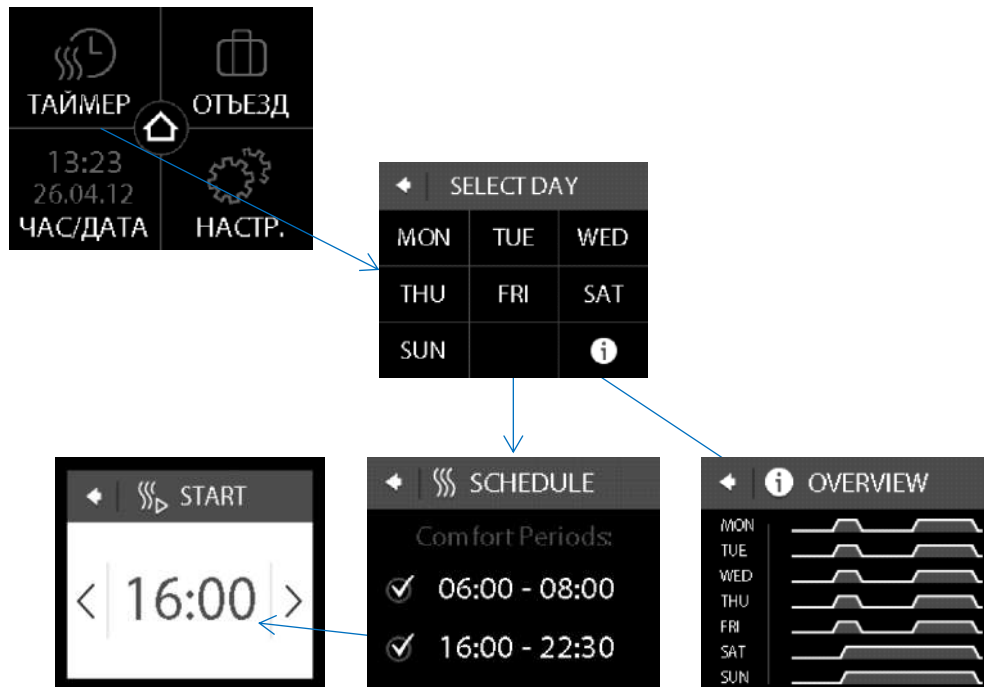 ТАЙМЕР ОТЪЕЗД
13:23
26.04.12
ЧАС/ДАТА НАСТР.
SELECT DAY
MON TUE WED
THU FRI SAT
SUN i
START
16:00
SCHEDULE
Comfort Periods:
06:00 - 08:00
16:00 - 22:30
i OVERVIEW
MON
TUE
WED
THU
FRI
SAT
SUN